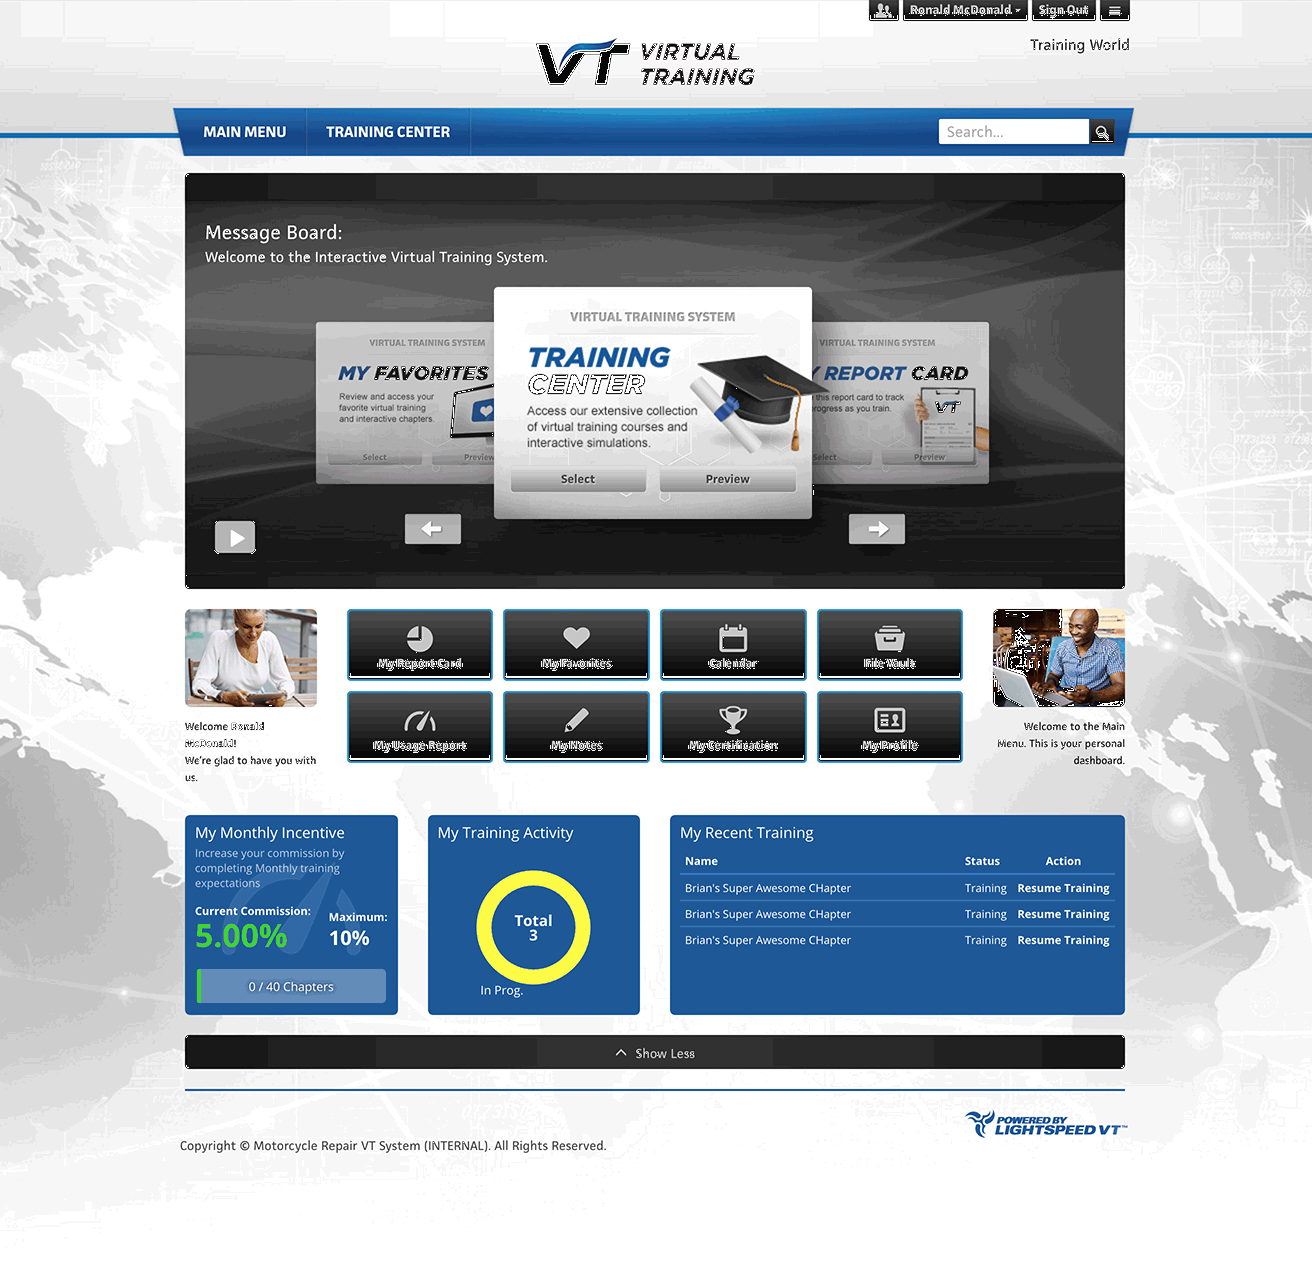 Ronald McDonald
Sign Out
Training World
VT VIRTUAL
TRAINING
MAIN MENU
TRAINING CENTER
Search...
Message Board:
Welcome to the Interactive Virtual Training System.
VIRTUAL TRAINING SYSTEM
MY FAVORITES
Review and access your
favorite virtual training
and interactive chapters.
Select
Preview
VIRTUAL TRAINING SYSTEM
TRAINING
CENTER
Access our extensive collection
of virtual training courses and
interactive simulations.
Select
Preview
VIRTUAL TRAINING SYSTEM
REPORT CARD
this report card to track
progress as you train.
VT
Select
Preview
My Report Card
My Favorites
Calendar
File Vault
My Usage Report
My Notes
My Certification
My Profile
Welcome Ronald
McDonald!
We're glad to have you with
us.
Welcome to the Main
Menu. This is your personal
dashboard.
My Monthly Incentive
Increase your commission by
completing Monthly training
expectations
Current Commission:
5.00%
Maximum:
10%
0 / 40 Chapters
My Training Activity
Total
3
In Prog.
My Recent Training
Name Status Action
Brian's Super Awesome CHapter Training Resume Training
Brian's Super Awesome CHapter Training Resume Training
Brian's Super Awesome CHapter Training Resume Training
Show Less
POWERED BY
LIGHTSPEED VT™
Copyright © Motorcycle Repair VT System (INTERNAL). All Rights Reserved.